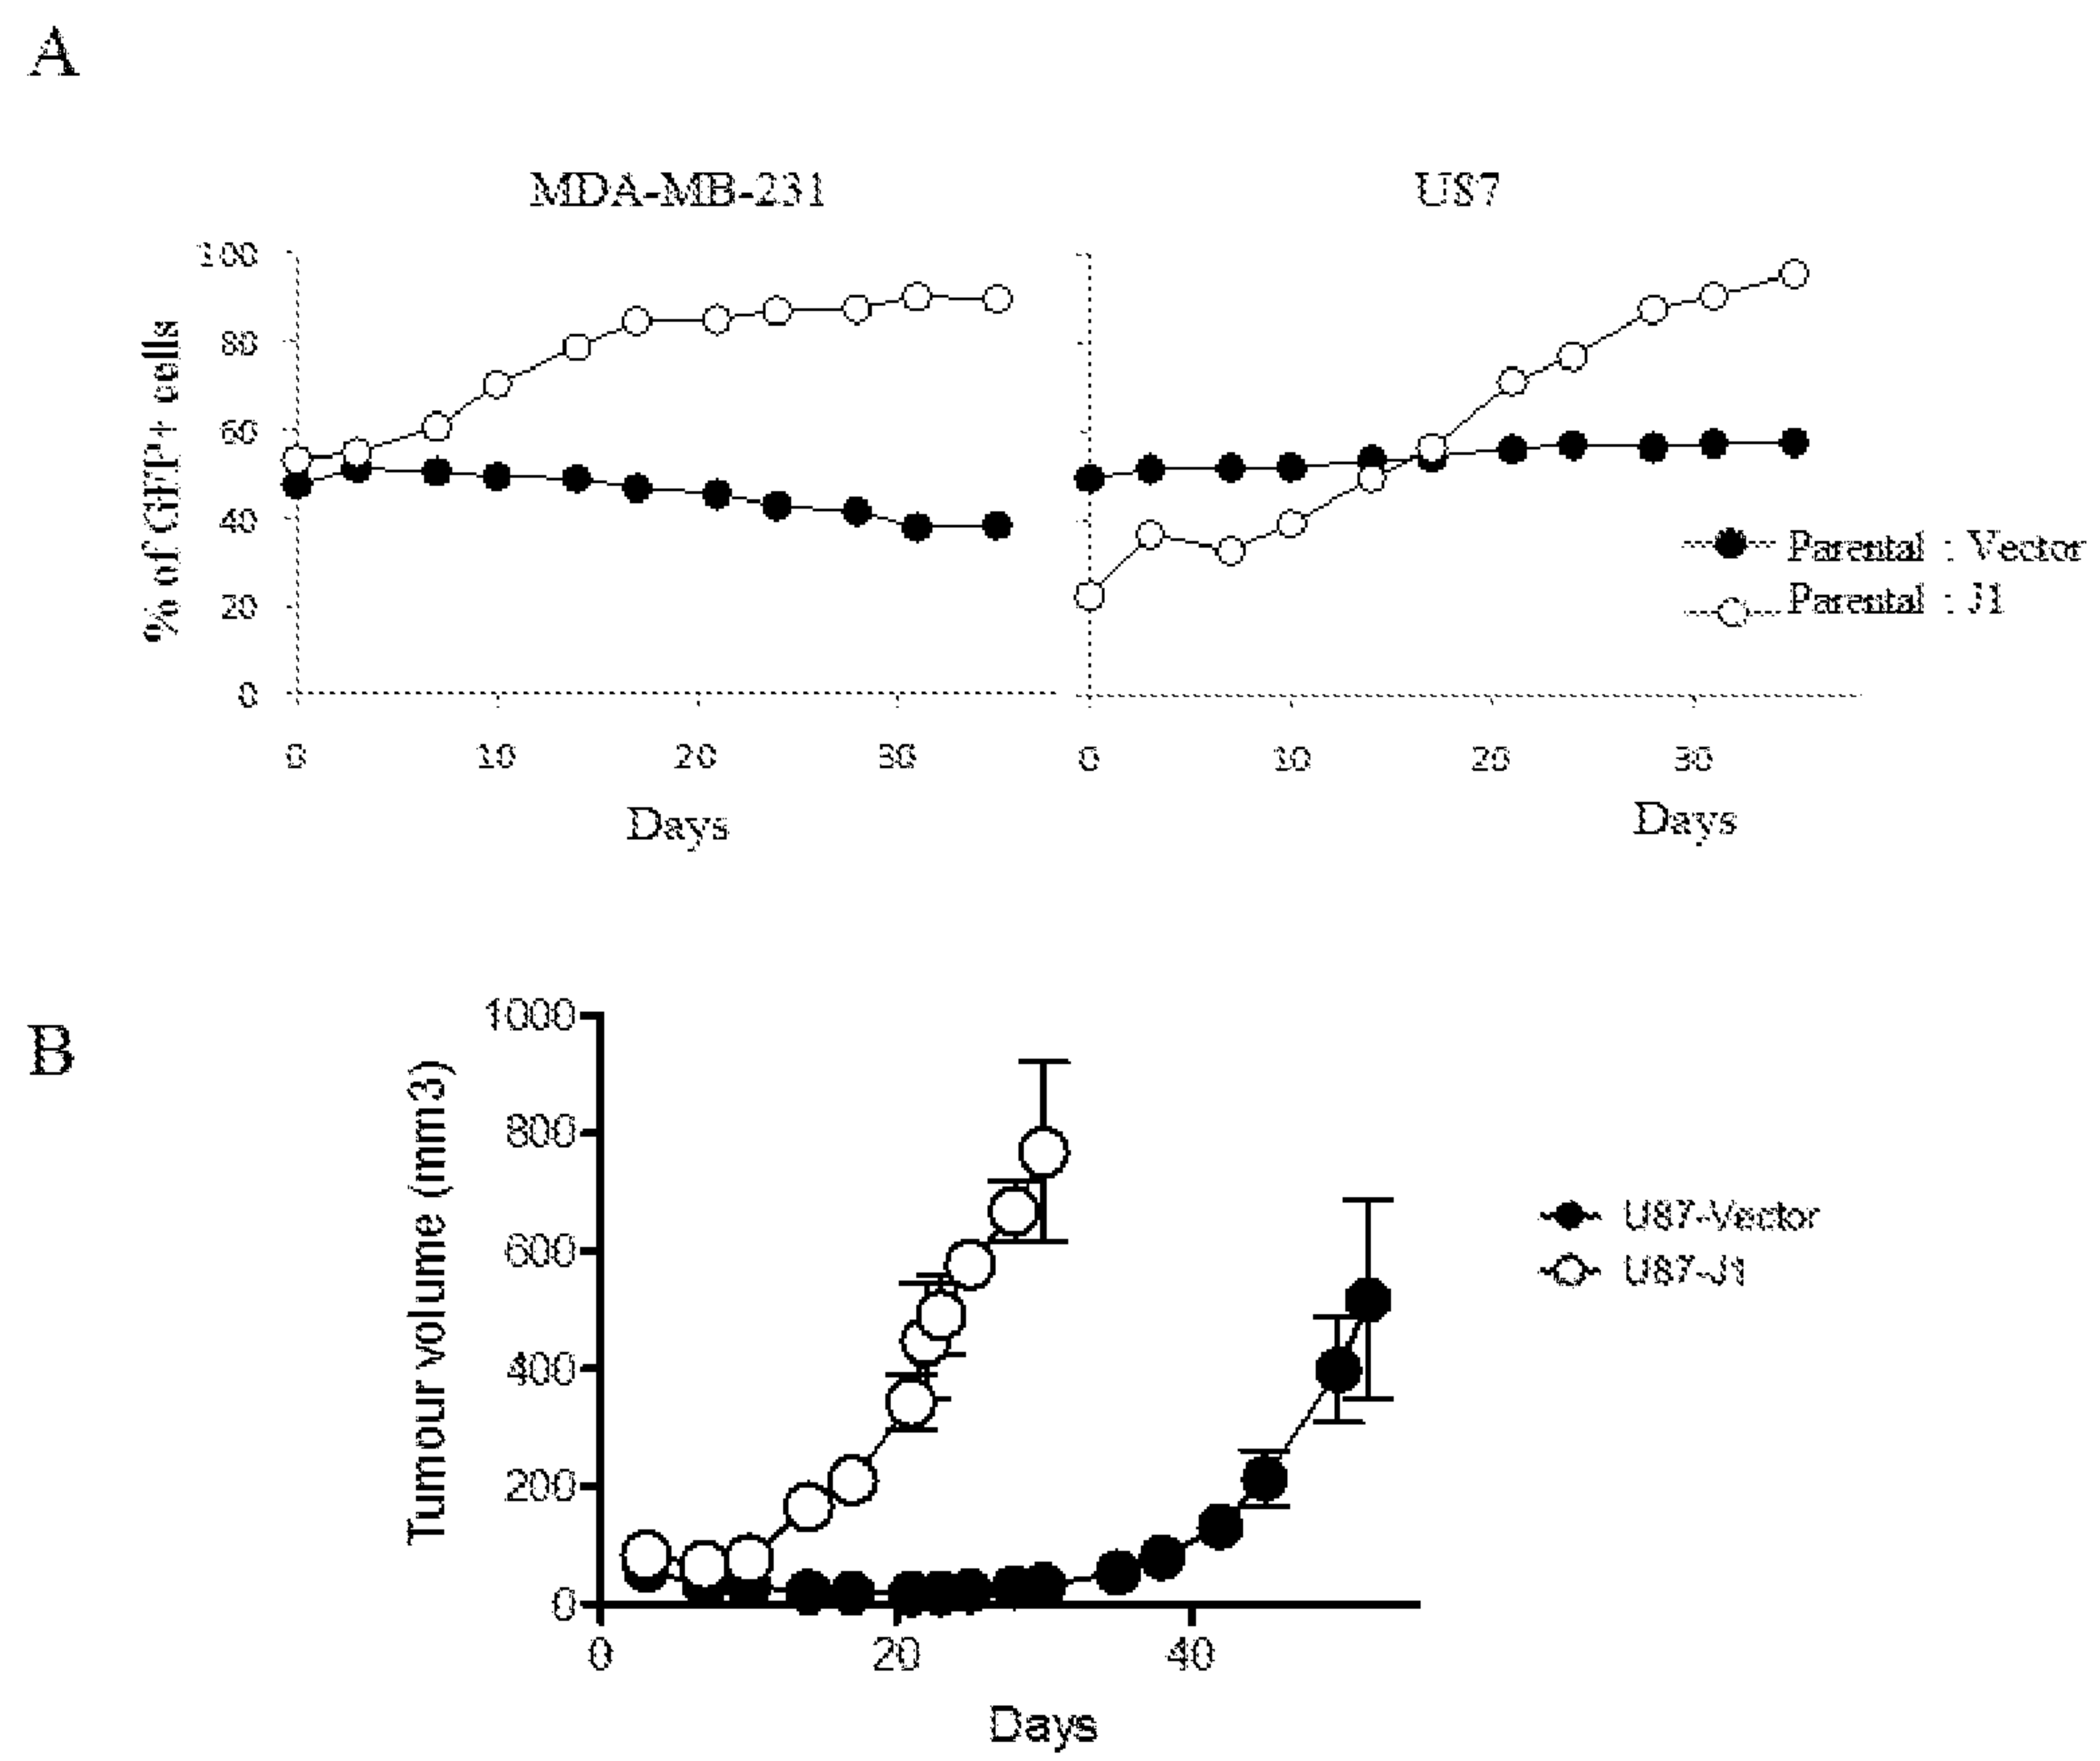 A
MDA-MB-231
U87
% of GFP+ cells
100
80
60
40
20
0
0 10 20 30
0 10 20 30
Days
Days
Parental : Vector
Parental : J1
B
Tumour volume (mm3)
1000
800
600
400
200
0
0 20 40
Days
U87-Vector
U87-J1